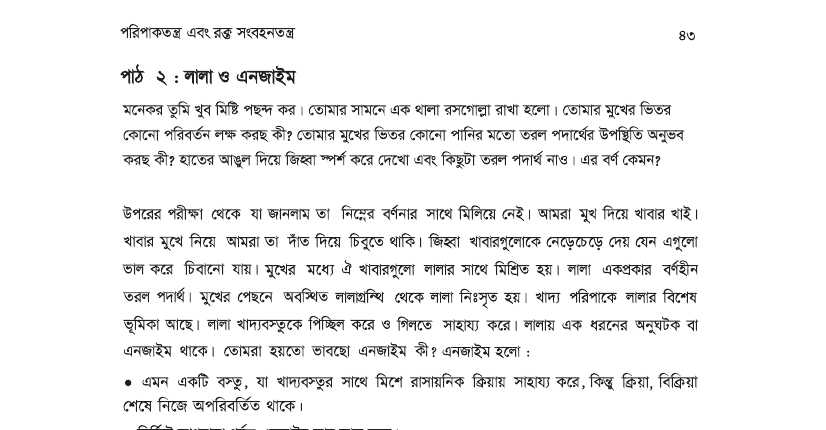 পরিপাকতন্ত্র এবং রক্ত সংবহনতন্ত্র ৪৩
পাঠ ২ : লালা ও এনজাইম
মনেকর তুমি খুব মিষ্টি পছন্দ কর। তোমার সামনে এক থালা রসগোল্লা রাখা হলো। তোমার মুখের ভিতর
কোনো পরিবর্তন লক্ষ করছ কী? তোমার মুখের ভিতর কোনো পানির মতো তরল পদার্থের উপস্থিতি অনুভব
করছ কী? হাতের আঙুল দিয়ে জিহ্বা স্পর্শ করে দেখো এবং কিছুটা তরল পদার্থ নাও। এর বর্ণ কেমন?
উপরের পরীক্ষা থেকে যা জানলাম তা নিম্নের বর্ণনার সাথে মিলিয়ে নেই। আমরা মুখ দিয়ে খাবার খাই।
খাবার মুখে নিয়ে আমরা তা দাঁত দিয়ে চিবুতে থাকি। জিহ্বা খাবারগুলোকে নেড়েচেড়ে দেয় যেন এগুলো
ভাল করে চিবানো যায়। মুখের মধ্যে ঐ খাবারগুলো লালার সাথে মিশ্রিত হয়। লালা একপ্রকার বর্ণহীন
তরল পদার্থ। মুখের পেছনে অবস্থিত লালাগ্রন্থি থেকে লালা নিঃসৃত হয়। খাদ্য পরিপাকে লালার বিশেষ
ভূমিকা আছে। লালা খাদ্যবস্তুকে পিচ্ছিল করে ও গিলতে সাহায্য করে। লালায় এক ধরনের অনুঘটক বা
এনজাইম থাকে। তোমরা হয়তো ভাবছো এনজাইম কী? এনজাইম হলো :
● এমন একটি বস্তু, যা খাদ্যবস্তুর সাথে মিশে রাসায়নিক ক্রিয়ায় সাহায্য করে, কিন্তু ক্রিয়া, বিক্রিয়া
শেষে নিজে অপরিবর্তিত থাকে।